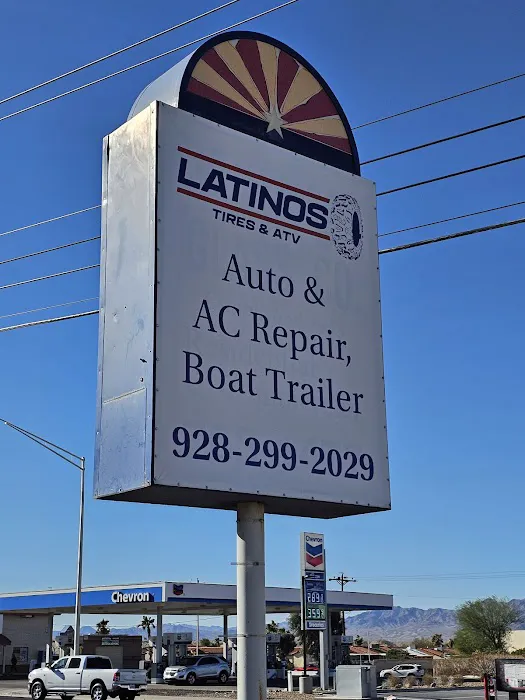 LATINOS
TIRES & ATV
Auto &
AC Repair,
Boat Trailer
928-299-2029
Chevron
Chevron